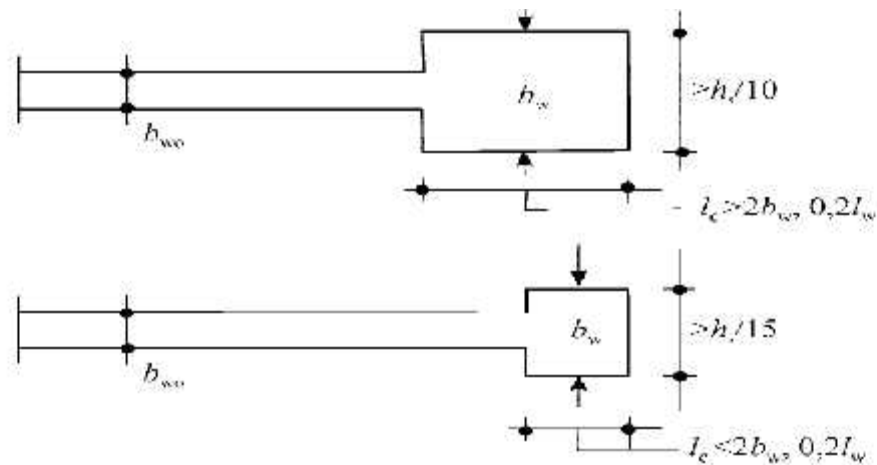 b_w
>h_s/10
b_wo
l_c>2b_w, 0,2l_w
b_w
>h_s/15
b_wo
l_c<2b_w, 0,2l_w